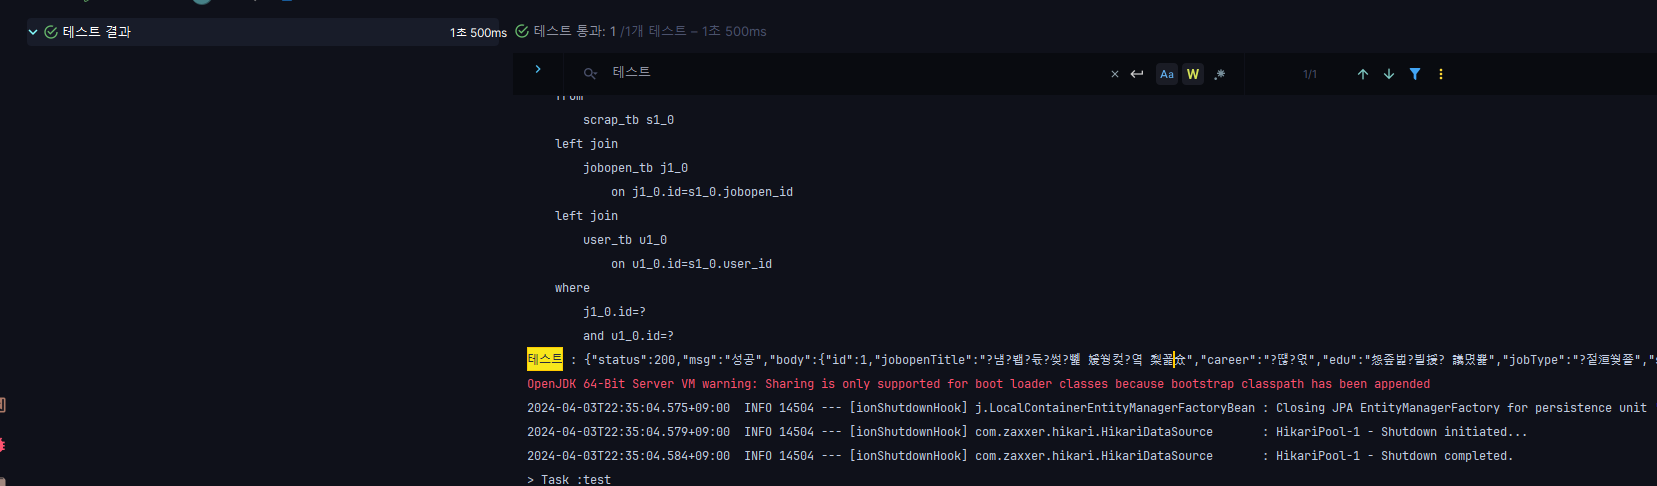 테스트 결과
1초 500ms
테스트 통과: 1 /1개 테스트 – 1초 500ms
테스트
Aa
W
.*
1/1
from
scrap_tb s1_0
left join
jobopen_tb j1_0
on j1_0.id=s1_0.jobopen_id
left join
user_tb u1_0
on u1_0.id=s1_0.user_id
where
j1_0.id=?
and u1_0.id=?
테스트 : {"status":200,"msg":"성공","body":{"id":1,"jobopenTitle":" ,"career":" ,"edu":" ,"jobType":"
OpenJDK 64-Bit Server VM warning: Sharing is only supported for boot loader classes because bootstrap classpath has been appended
2024-04-03T22:35:04.575+09:00  INFO 14504 --- [ionShutdownHook] j.LocalContainerEntityManagerFactoryBean : Closing JPA EntityManagerFactory for persistence unit
2024-04-03T22:35:04.579+09:00  INFO 14504 --- [ionShutdownHook] com.zaxxer.hikari.HikariDataSource       : HikariPool-1 - Shutdown initiated...
2024-04-03T22:35:04.584+09:00  INFO 14504 --- [ionShutdownHook] com.zaxxer.hikari.HikariDataSource       : HikariPool-1 - Shutdown completed.
> Task :test